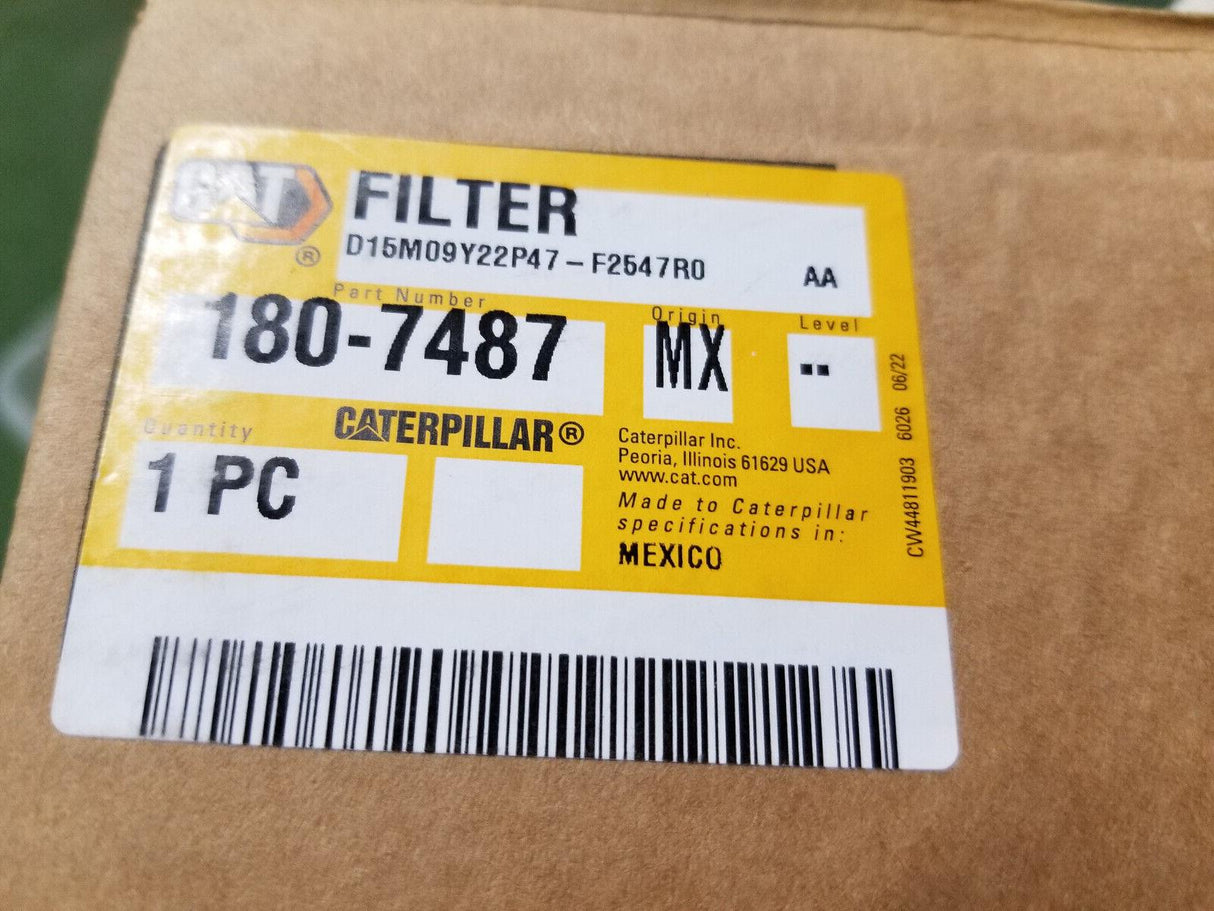 CAT ®
FILTER
D15M09Y22P47 – F2547R0 AA
Part Number Origin Level
180-7487 MX --
Quantity CATERPILLAR®
1 PC
Caterpillar Inc.
Peoria, Illinois 61629 USA
www.cat.com
Made to Caterpillar
specifications in:
MEXICO
CW44811903 6026 06/22